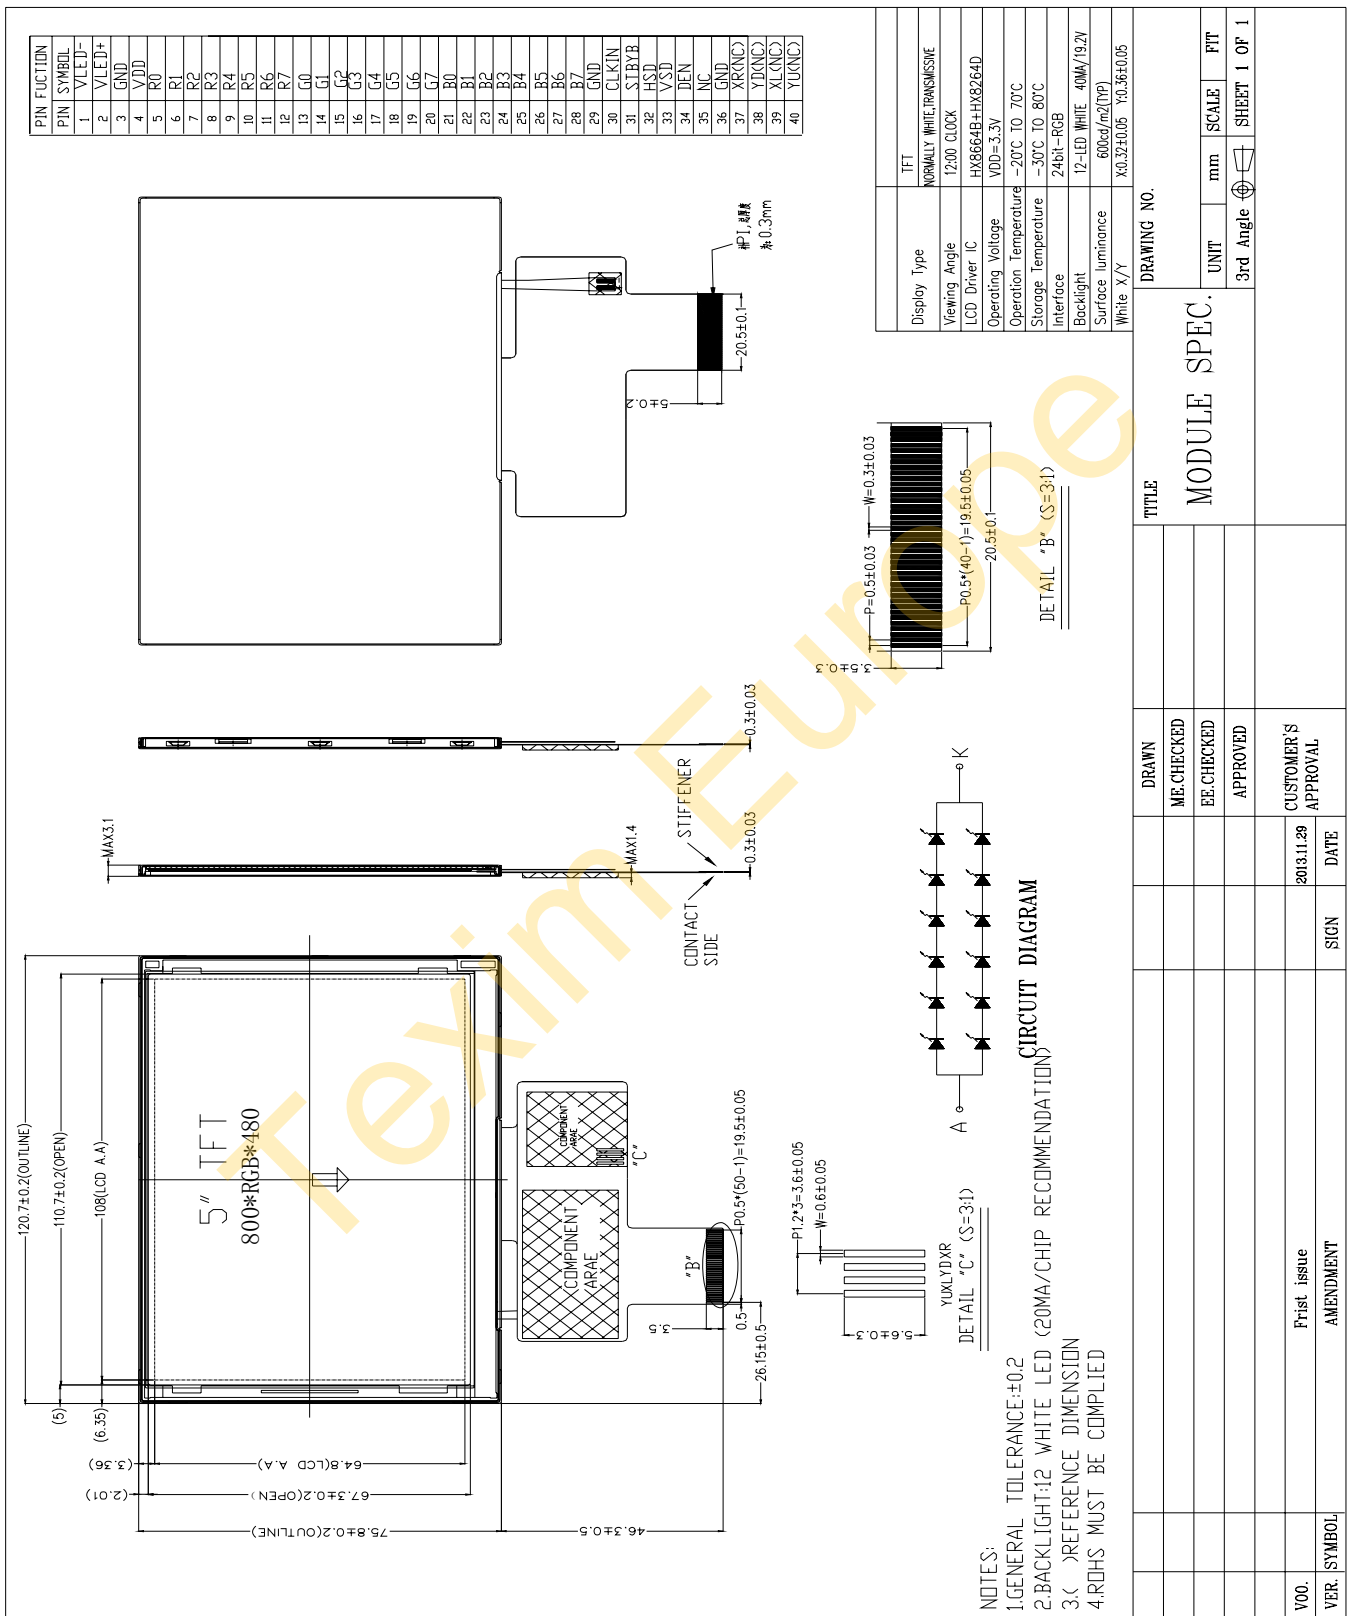 PIN FUCTION
PIN SYMBOL
1 VLED-
2 VLED+
3 GND
4 VDD
5 R0
6 R1
7 R2
8 R3
9 R4
10 R5
11 R6
12 R7
13 G0
14 G1
15 G2
16 G3
17 G4
18 G5
19 G6
20 G7
21 B0
22 B1
23 B2
24 B3
25 B4
26 B5
27 B6
28 B7
29 GND
30 CLKIN
31 STBYB
32 HSD
33 VSD
34 DEN
35 NC
36 GND
37 XR(NC)
38 YD(NC)
39 XL(NC)
40 YU(NC)
PI,总厚度
为:0.3mm
20.5±0.1
5±0.2
Display Type TFT
NORMALLY WHITE,TRANSMISSIVE
Viewing Angle 12:00 CLOCK
LCD Driver IC HX8664B+HX8264D
Operating Voltage VDD=3.3V
Operation Temperature -20°C TO 70°C
Storage Temperature -30°C TO 80°C
Interface 24bit-RGB
Backlight 12-LED WHITE 40MA/19.2V
Surface luminance 600cd/m2(TYP)
White X/Y X:0.32±0.05 Y:0.36±0.05
P=0.5±0.03
W=0.3±0.03
P0.5*(40-1)=19.5±0.05
20.5±0.1
3.5±0.3
DETAIL "B" (S=3:1)
0.3±0.03
MAX3.1
MAX1.4
STIFFENER
0.3±0.03
CONTACT
SIDE
120.7±0.2(OUTLINE)
110.7±0.2(OPEN)
108(LCD A.A)
(5)
(6.35)
5" TFT
800*RGB*480
COMPONENT
ARAE
COMPONENT
ARAE
"C"
"B"
P0.5*(50-1)=19.5±0.05
3.5
0.5
26.15±0.5
(3.36)
64.8(LCD A.A)
(2.01)
67.3±0.2(OPEN)
75.8±0.2(OUTLINE)
46.3±0.5
A
K
CIRCUIT DIAGRAM
P1.2*3=3.6±0.05
W=0.6±0.05
5.6±0.3
YUXLYDXR
DETAIL "C" (S=3:1)
NOTES:
1.GENERAL TOLERANCE:±0.2
2.BACKLIGHT:12 WHITE LED (20MA/CHIP RECOMMENDATION)
3.( )REFERENCE DIMENSION
4.ROHS MUST BE COMPLIED
TITLE
MODULE SPEC.
DRAWING NO.
UNIT mm SCALE FIT
3rd Angle SHEET 1 OF 1
DRAWN
ME.CHECKED
EE.CHECKED
APPROVED
CUSTOMER'S
APPROVAL
V00. Frist issue 2013.11.29
VER. SYMBOL AMENDMENT SIGN DATE
Texim Europe